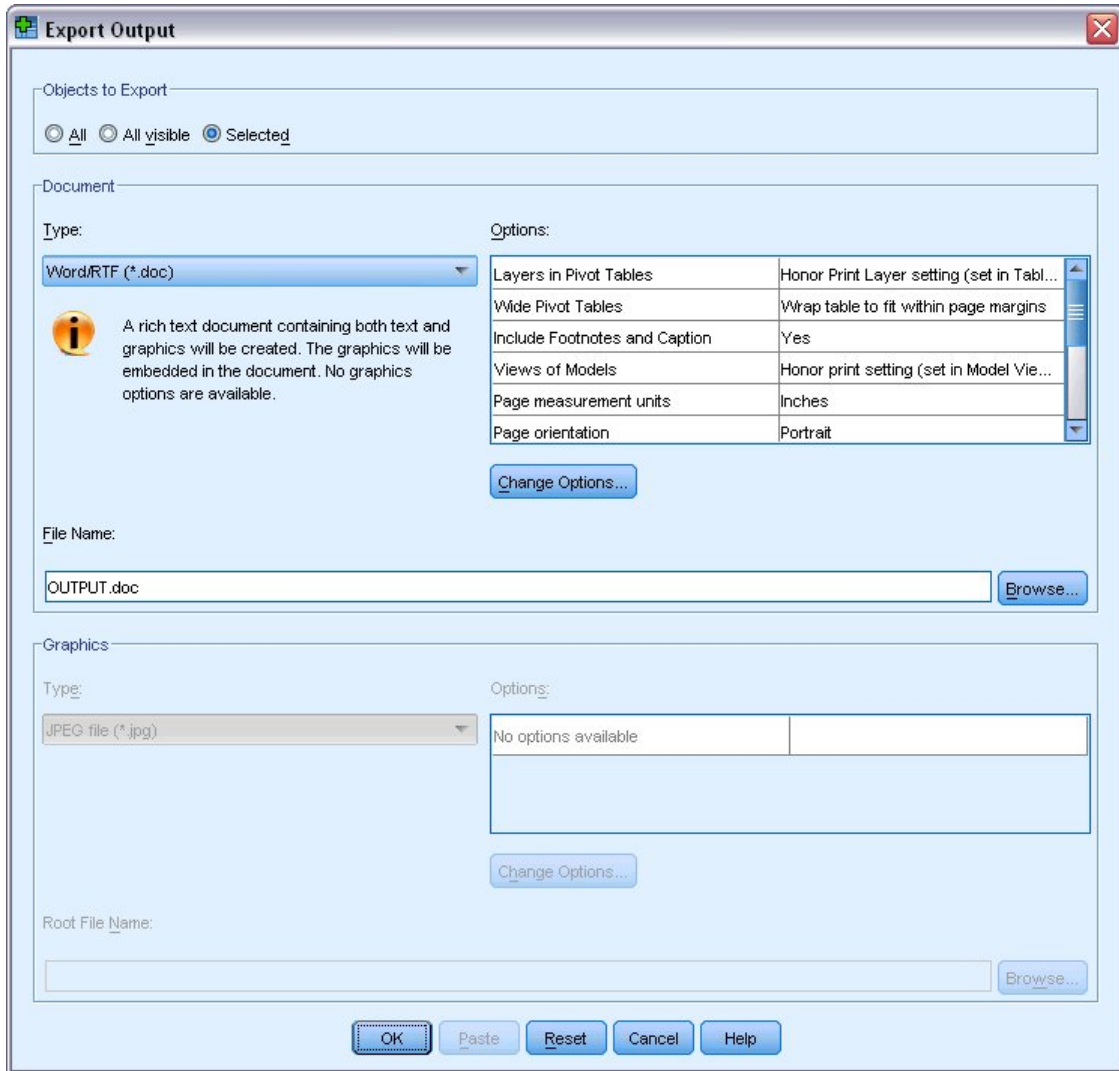 Export Output
Objects to Export
All All visible Selected
Document
Type:
Word/RTF (*.doc)
A rich text document containing both text and
graphics will be created. The graphics will be
embedded in the document. No graphics
options are available.
Options:
Layers in Pivot Tables Honor Print Layer setting (set in Tabl...
Wide Pivot Tables Wrap table to fit within page margins
Include Footnotes and Caption Yes
Views of Models Honor print setting (set in Model Vie...
Page measurement units Inches
Page orientation Portrait
Change Options...
File Name:
OUTPUT.doc
Browse...
Graphics
Type:
JPEG file (*.jpg)
Options:
No options available
Change Options...
Root File Name:
Browse...
OK Paste Reset Cancel Help